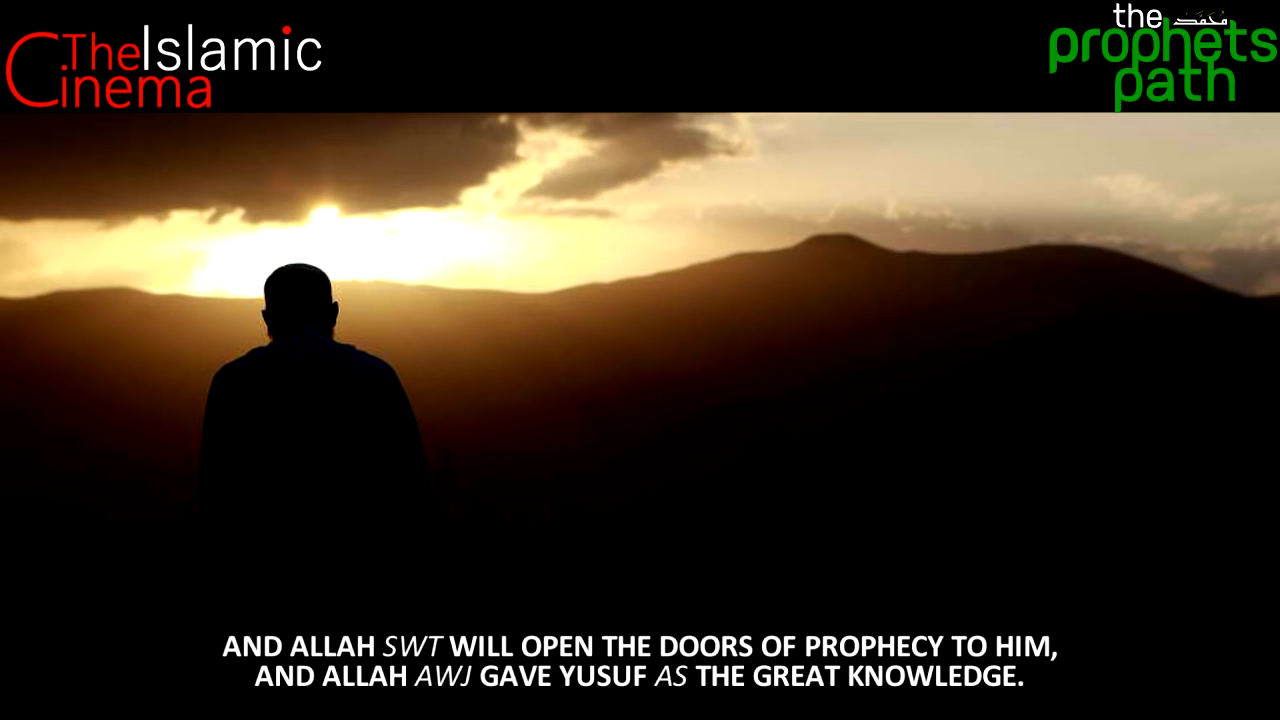 TheIslamic
Cinema
the محمد
prophets
path
AND ALLAH SWT WILL OPEN THE DOORS OF PROPHECY TO HIM,
AND ALLAH AWJ GAVE YUSUF AS THE GREAT KNOWLEDGE.